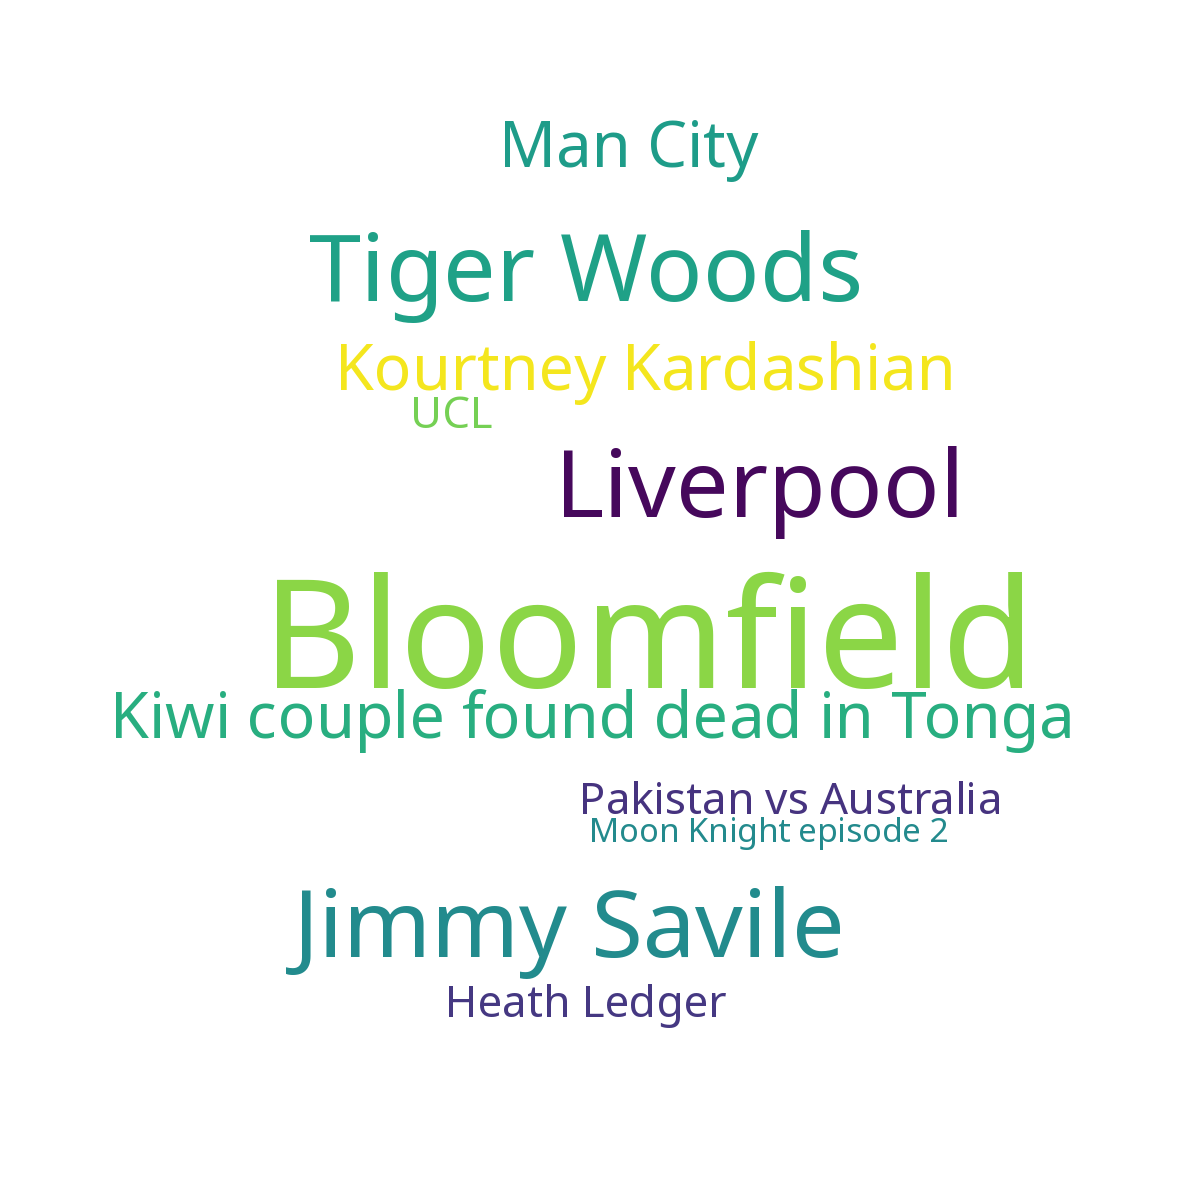 Man City
Tiger Woods
Kourtney Kardashian
UCL
Liverpool
Bloomfield
Kiwi couple found dead in Tonga
Pakistan vs Australia
Moon Knight episode 2
Jimmy Savile
Heath Ledger